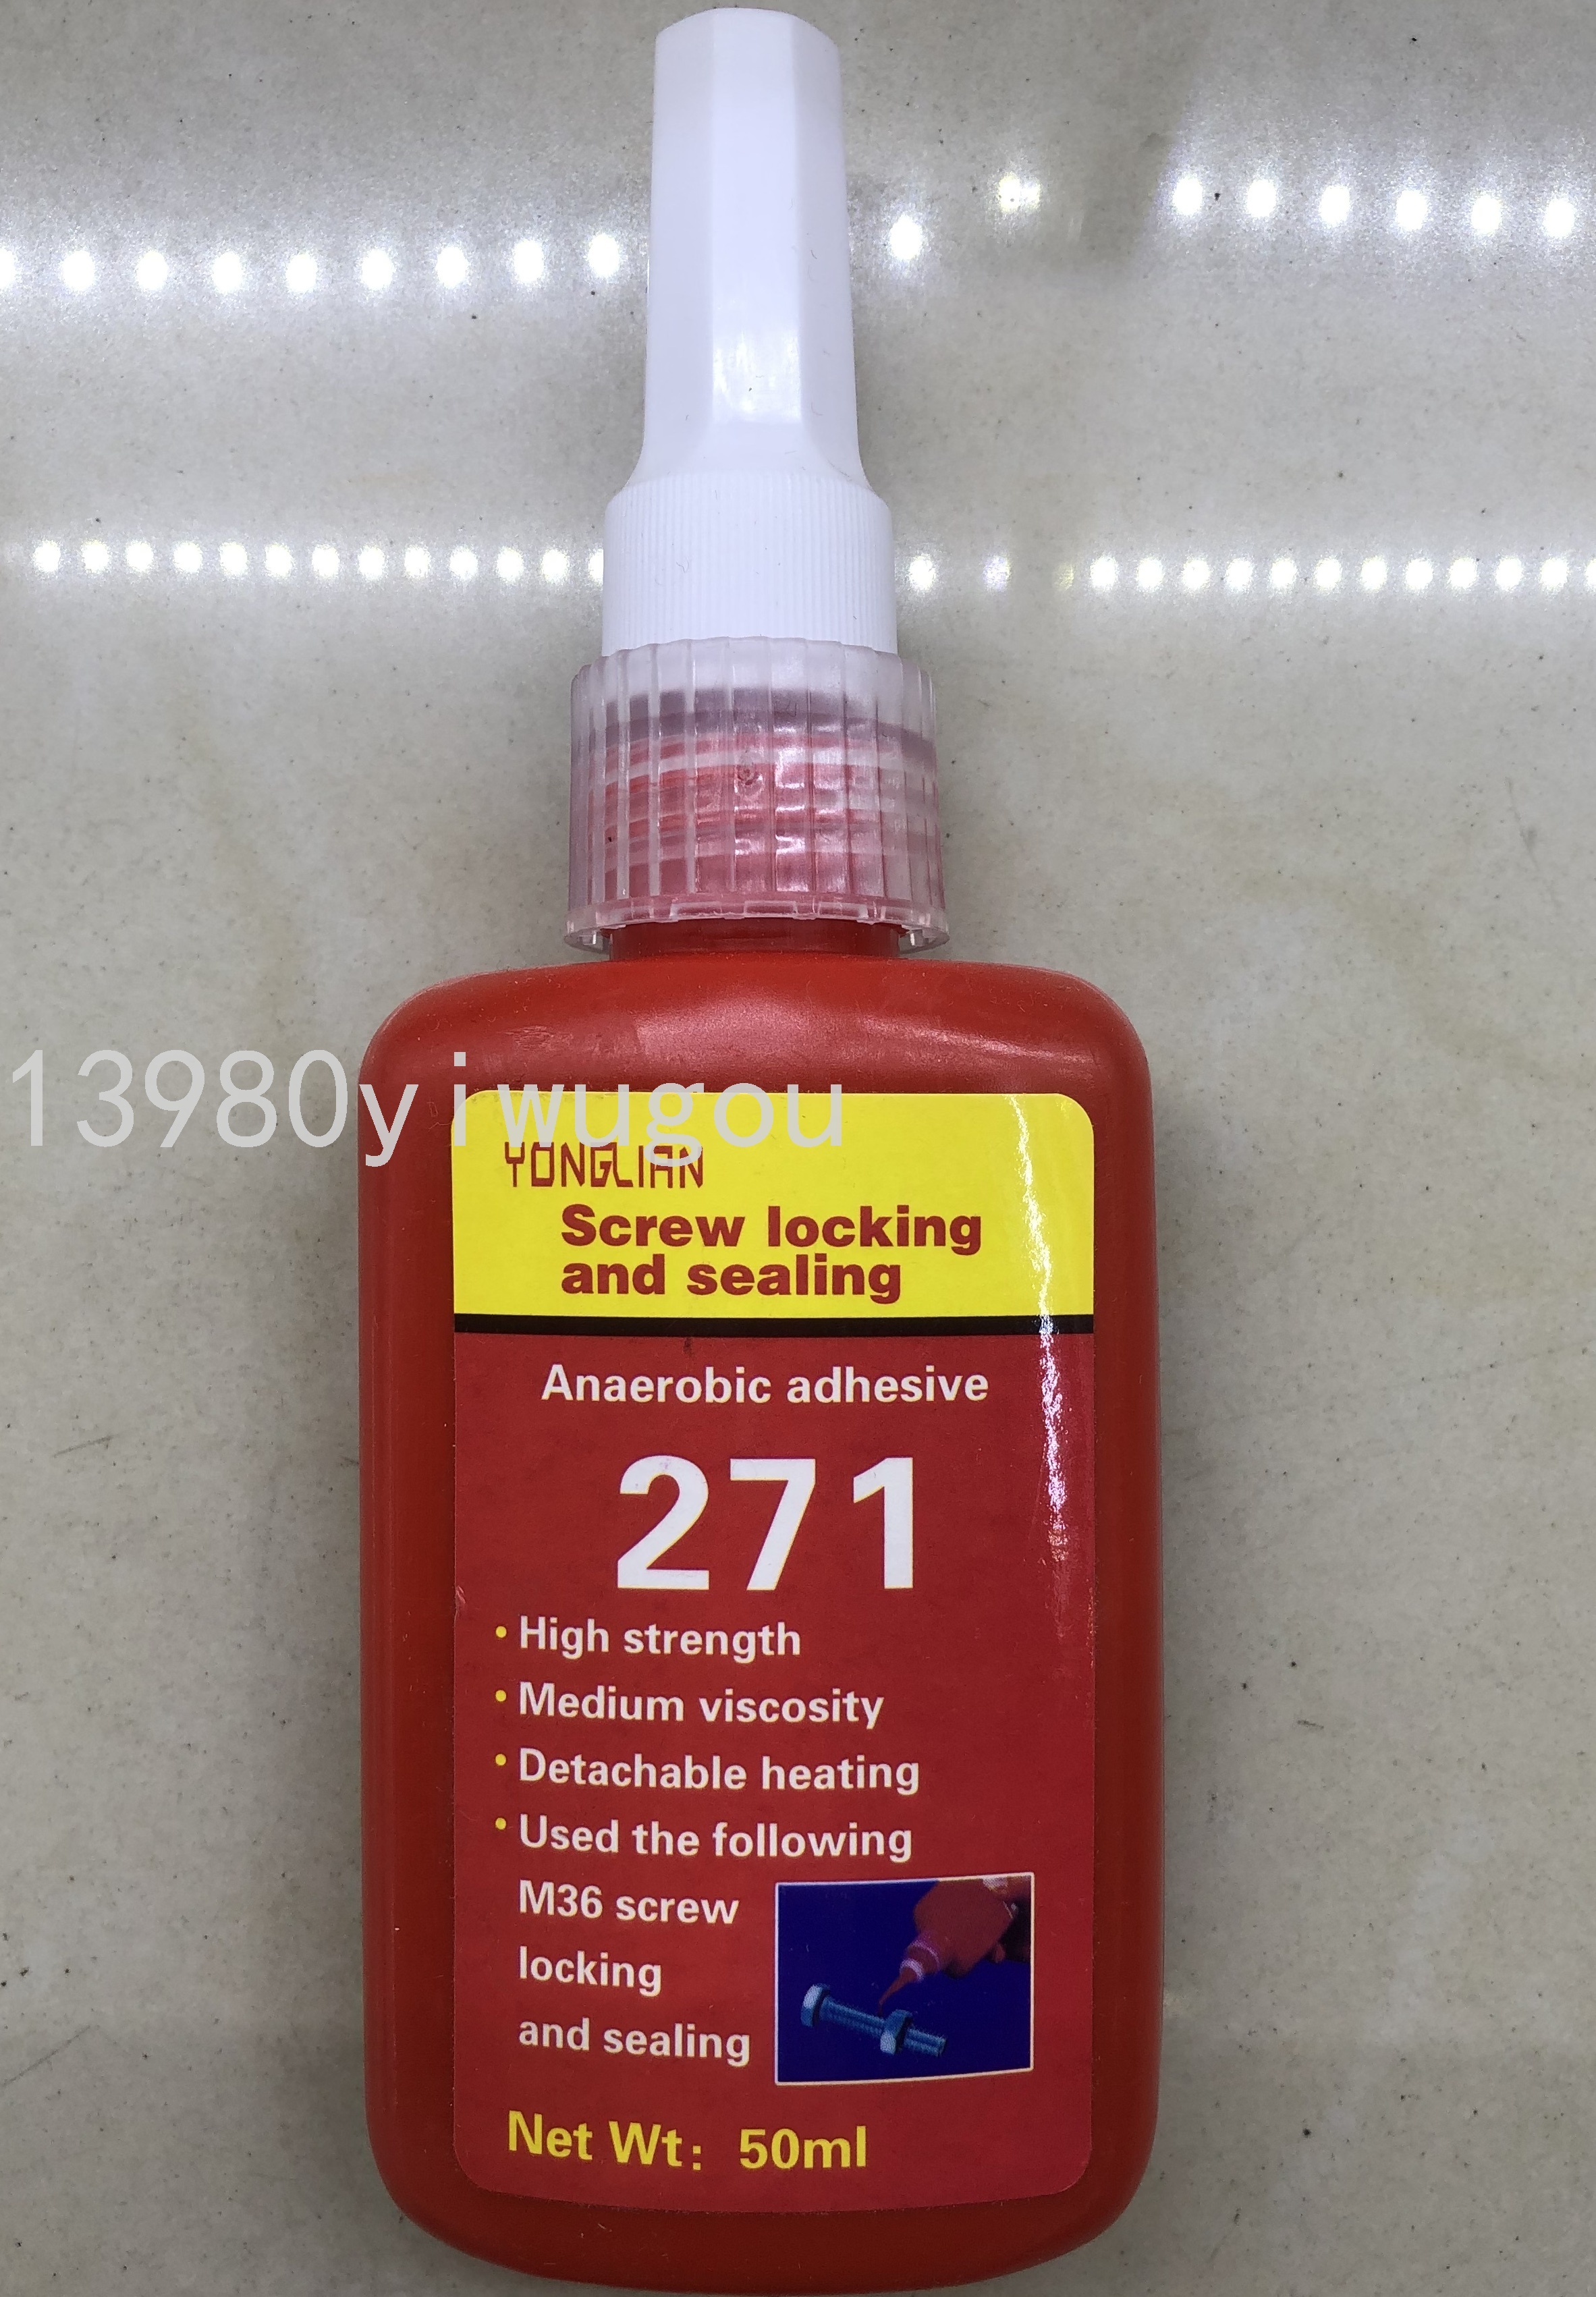 13980yiwugou
YONGLIAN
Screw locking
and sealing
Anaerobic adhesive
271
• High strength
• Medium viscosity
• Detachable heating
• Used the following
M36 screw
locking
and sealing
Net Wt: 50ml